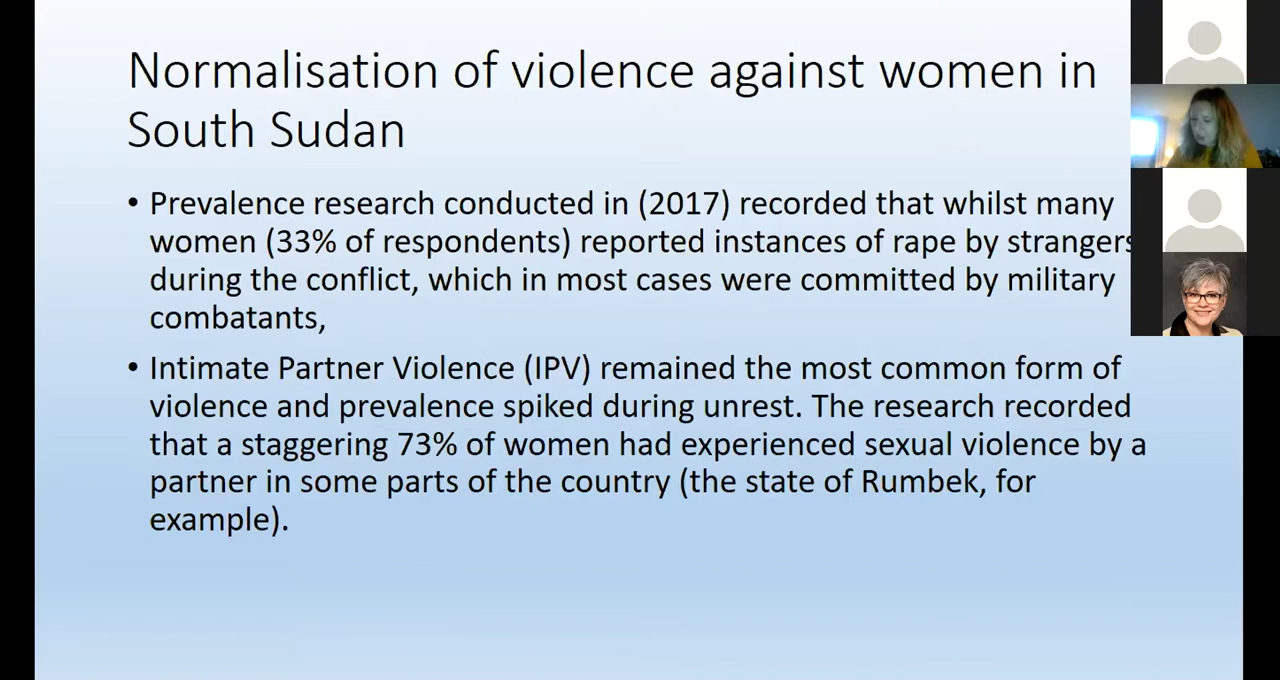 Normalisation of violence against women in
South Sudan
• Prevalence research conducted in (2017) recorded that whilst many
women (33% of respondents) reported instances of rape by strangers
during the conflict, which in most cases were committed by military
combatants,
• Intimate Partner Violence (IPV) remained the most common form of
violence and prevalence spiked during unrest. The research recorded
that a staggering 73% of women had experienced sexual violence by a
partner in some parts of the country (the state of Rumbek, for
example).